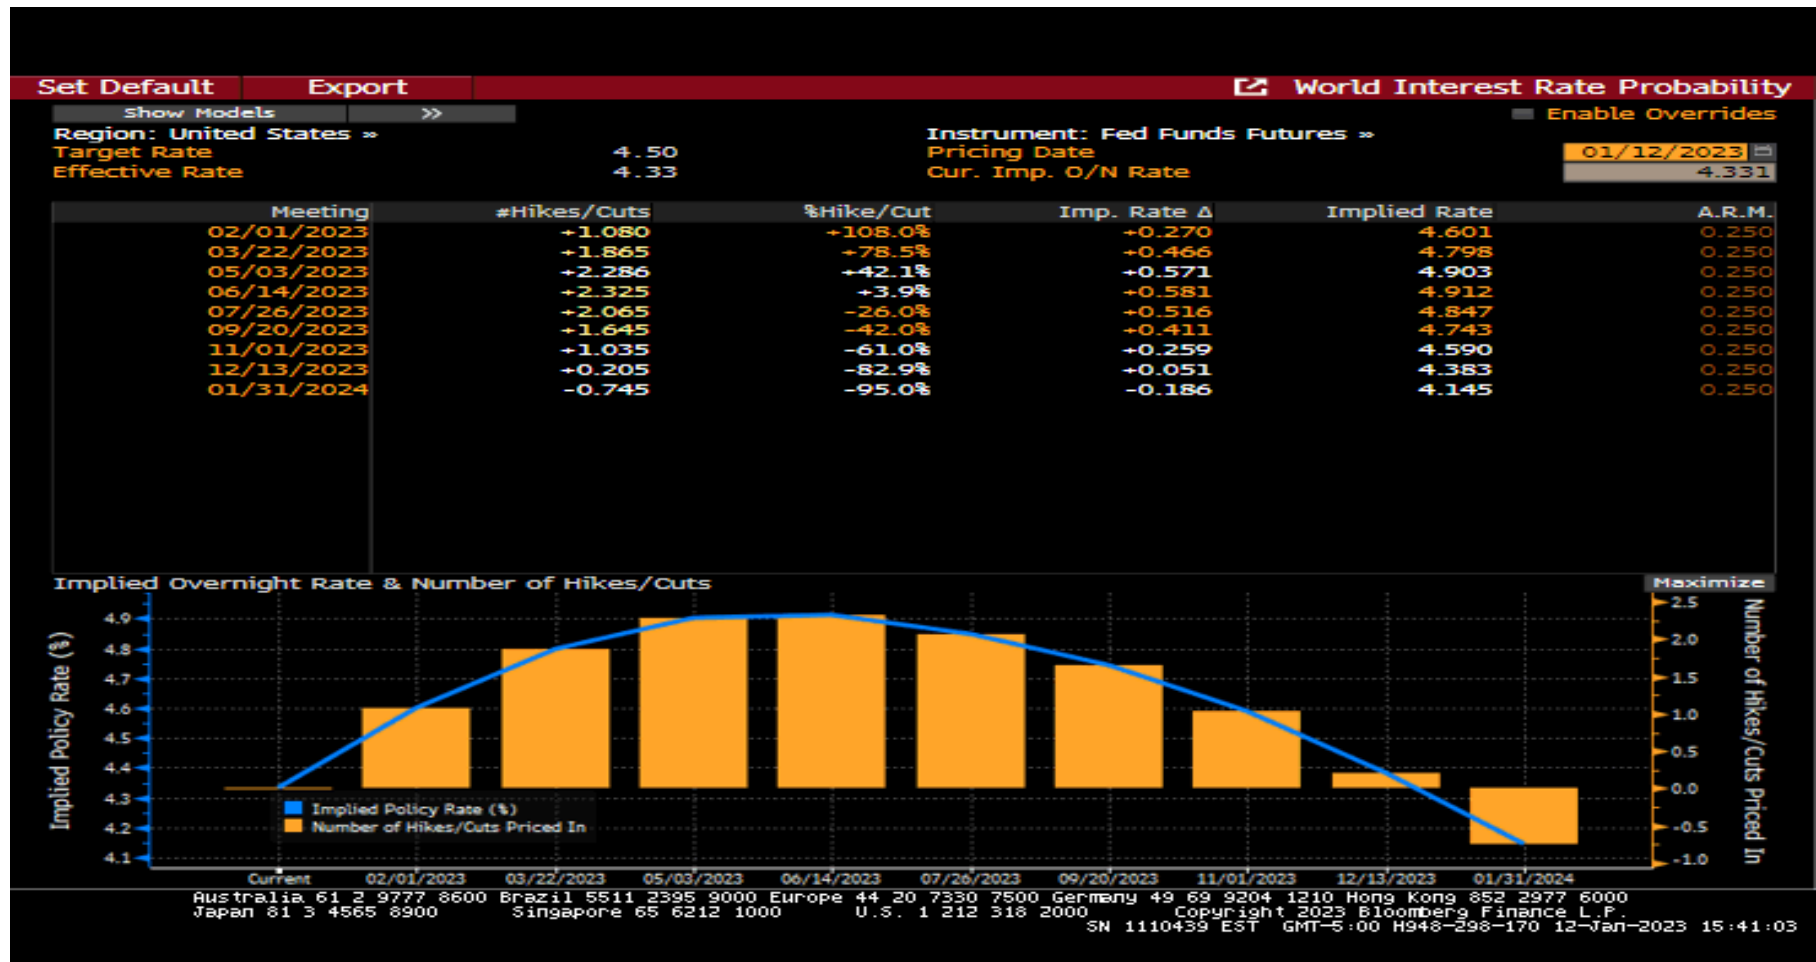 Set Default Export World Interest Rate Probability
Show Models » Enable Overrides
Region: United States » Instrument: Fed Funds Futures »
Target Rate 4.50 Pricing Date 01/12/2023
Effective Rate 4.33 Cur. Imp. O/N Rate 4.331
Meeting #Hikes/Cuts %Hike/Cut Imp. Rate Δ Implied Rate A.R.M.
02/01/2023 +1.080 +108.0% +0.270 4.601 0.250
03/22/2023 +1.865 +78.5% +0.466 4.798 0.250
05/03/2023 +2.286 +42.1% +0.571 4.903 0.250
06/14/2023 +2.325 +3.9% +0.581 4.912 0.250
07/26/2023 +2.065 -26.0% +0.516 4.847 0.250
09/20/2023 +1.645 -42.0% +0.411 4.743 0.250
11/01/2023 +1.035 -61.0% +0.259 4.590 0.250
12/13/2023 +0.205 -82.9% +0.051 4.383 0.250
01/31/2024 -0.745 -95.0% -0.186 4.145 0.250
Implied Overnight Rate & Number of Hikes/Cuts Maximize
Implied Policy Rate (%)
4.9
4.8
4.7
4.6
4.5
4.4
4.3
4.2
4.1
Implied Policy Rate (%)
Number of Hikes/Cuts Priced In
2.5
2.0
1.5
1.0
0.5
0.0
-0.5
-1.0
Number of Hikes/Cuts Priced In
Current 02/01/2023 03/22/2023 05/03/2023 06/14/2023 07/26/2023 09/20/2023 11/01/2023 12/13/2023 01/31/2024
Australia 61 2 9777 8600 Brazil 5511 2395 9000 Europe 44 20 7330 7500 Germany 49 69 9204 1210 Hong Kong 852 2977 6000
Japan 81 3 4565 8900 Singapore 65 6212 1000 U.S. 1 212 318 2000 Copyright 2023 Bloomberg Finance L.P.
SN 1110439 EST GMT-5:00 H948-298-170 12-Jan-2023 15:41:03